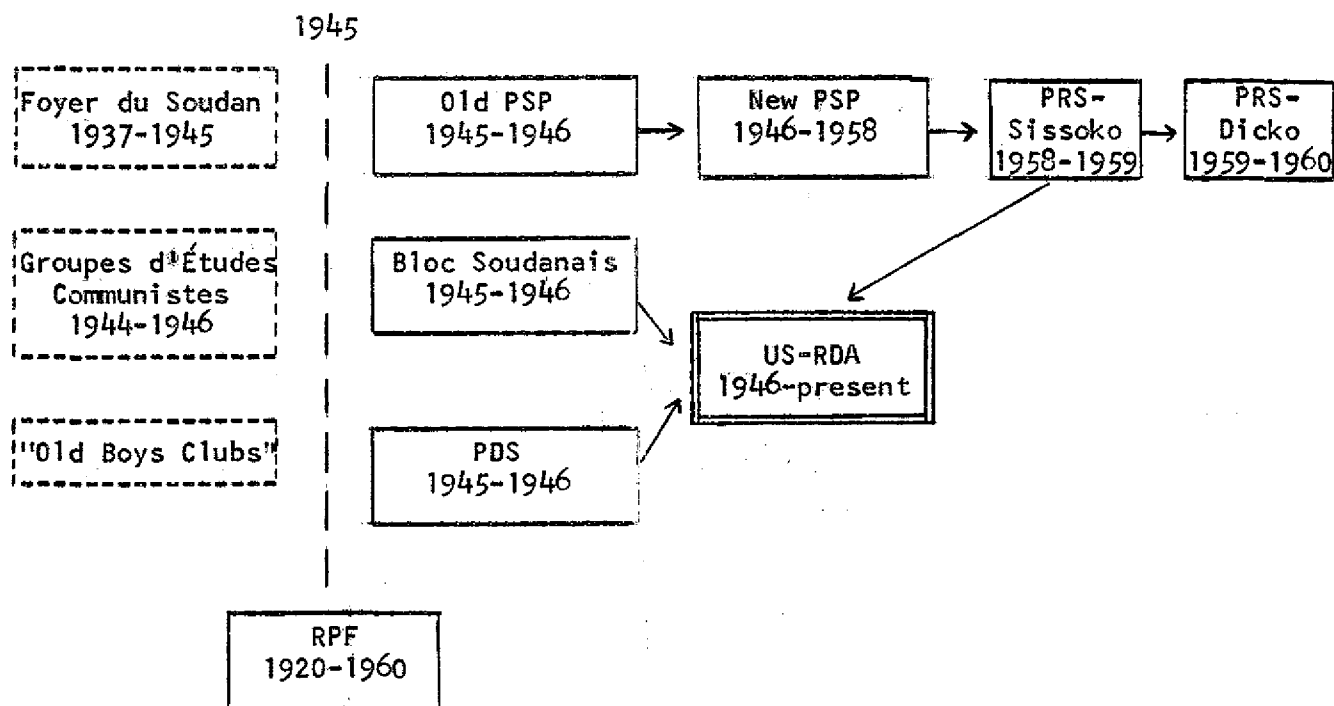 1945
Foyer du Soudan
1937-1945
Old PSP
1945-1946
New PSP
1946-1958
PRS-
Sissoko
1958-1959
PRS-
Dicko
1959-1960
Groupes d'Études
Communistes
1944-1946
Bloc Soudanais
1945-1946
US-RDA
1946-present
"Old Boys Clubs"
PDS
1945-1946
RPF
1920-1960